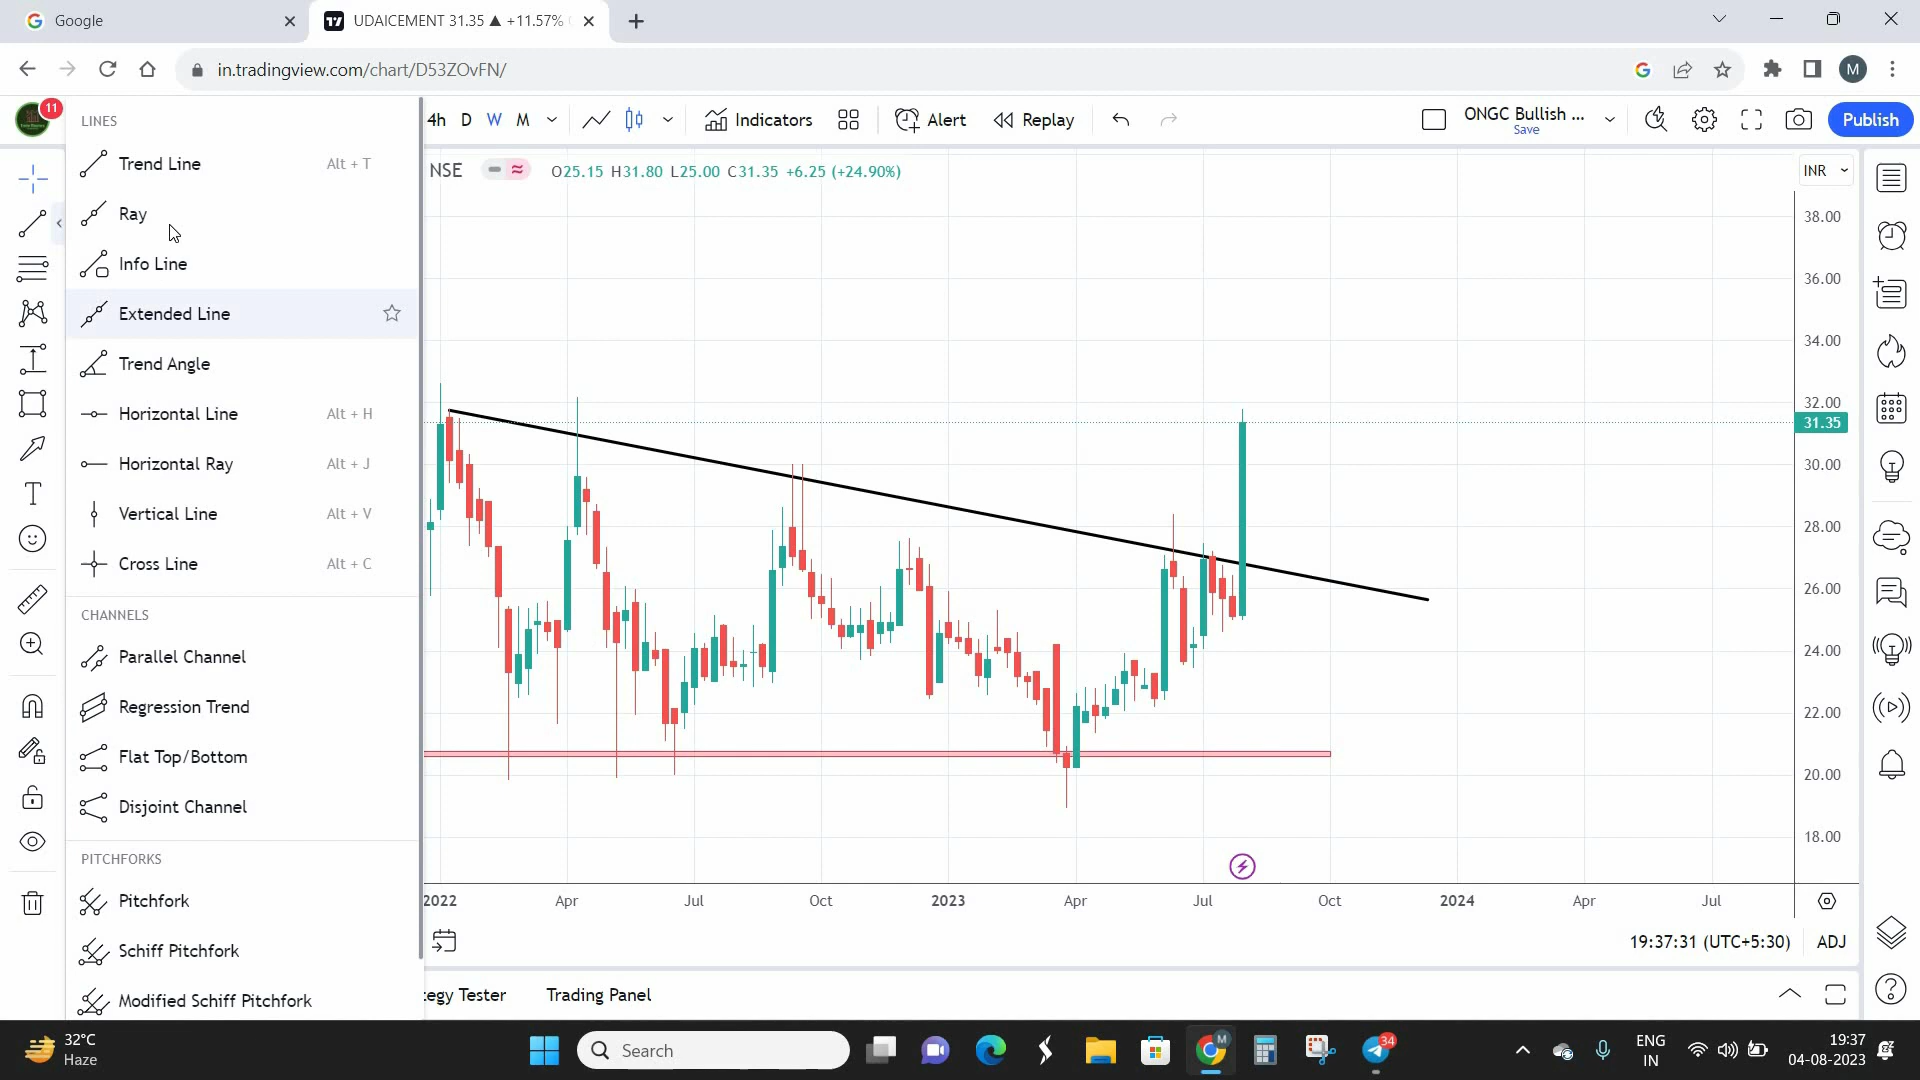 Google
UDAICEMENT 31.35 ▲ +11.57%
in.tradingview.com/chart/D53ZOvFN/
M
11
4h D W M
Indicators
Alert
Replay
ONGC Bullish ...
Save
Publish
LINES
Trend Line Alt + T
Ray
Info Line
Extended Line
Trend Angle
Horizontal Line Alt + H
Horizontal Ray Alt + J
Vertical Line Alt + V
Cross Line Alt + C
CHANNELS
Parallel Channel
Regression Trend
Flat Top/Bottom
Disjoint Channel
PITCHFORKS
Pitchfork
Schiff Pitchfork
Modified Schiff Pitchfork
NSE O25.15 H31.80 L25.00 C31.35 +6.25 (+24.90%)
INR
38.00
36.00
34.00
32.00
31.35
30.00
28.00
26.00
24.00
22.00
20.00
18.00
2022 Apr Jul Oct 2023 Apr Jul Oct 2024 Apr Jul
19:37:31 (UTC+5:30) ADJ
tegy Tester Trading Panel
32°C
Haze
Search
M
34
ENG
IN
19:37
04-08-2023